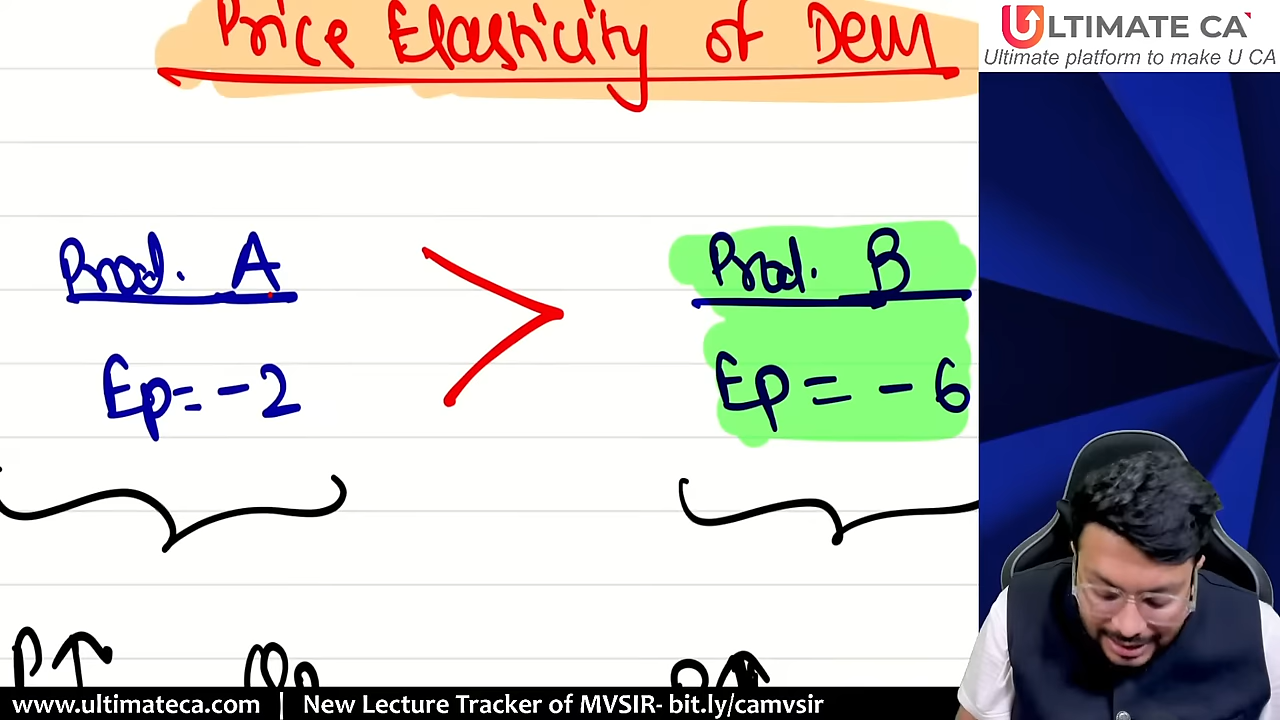 Price Elasticity of Dem
ULTIMATE CA
Ultimate platform to make U CA
Prod. A > Prod. B
Ep = -2 Ep = -6
P↑ QD P↑
www.ultimateca.com | New Lecture Tracker of MVSIR- bit.ly/camvsir